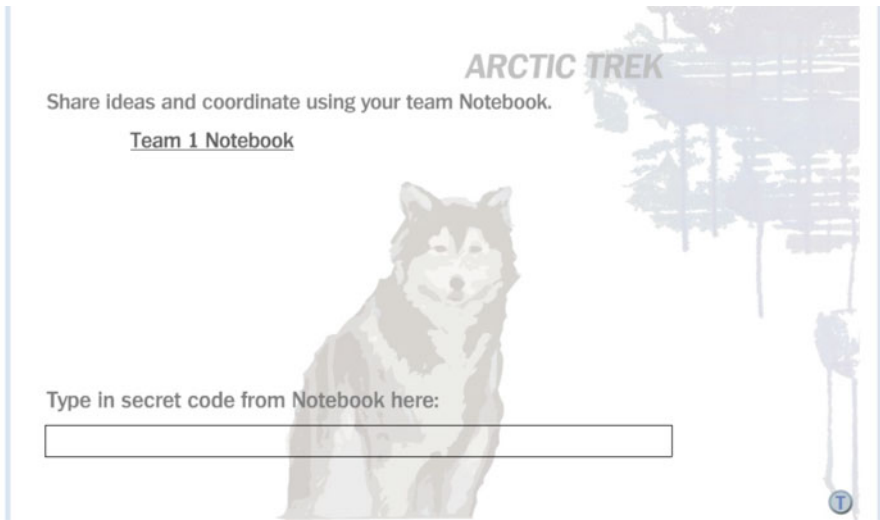 ARCTIC TREK
Share ideas and coordinate using your team Notebook.
Team 1 Notebook
Type in secret code from Notebook here:
T